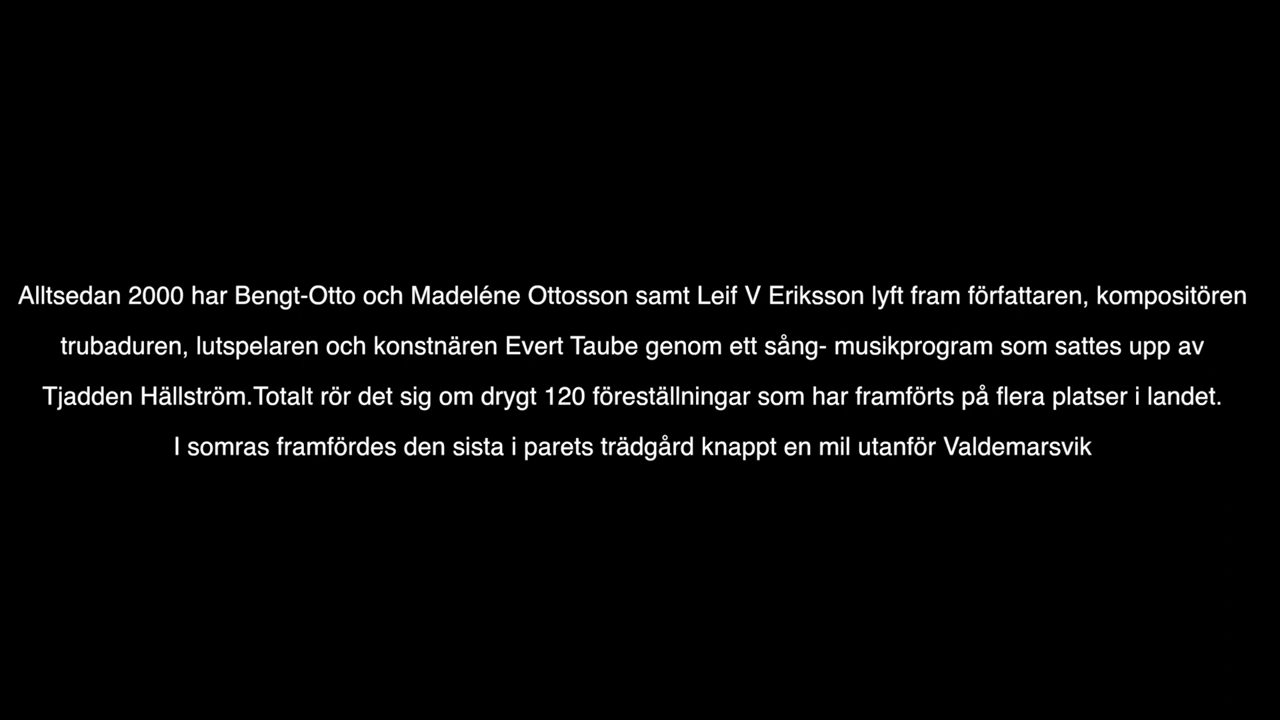 Alltsedan 2000 har Bengt-Otto och Madeléne Ottosson samt Leif V Eriksson lyft fram författaren, kompositören
trubaduren, lutspelaren och konstnären Evert Taube genom ett sång- musikprogram som sattes upp av
Tjadden Hällström.Totalt rör det sig om drygt 120 föreställningar som har framförts på flera platser i landet.
I somras framfördes den sista i parets trädgård knappt en mil utanför Valdemarsvik